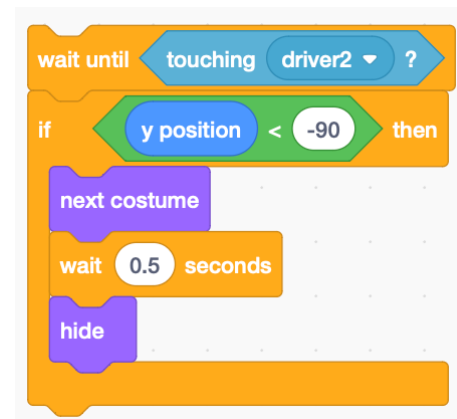 wait until touching driver2 ?
if y position < -90 then
next costume
wait 0.5 seconds
hide